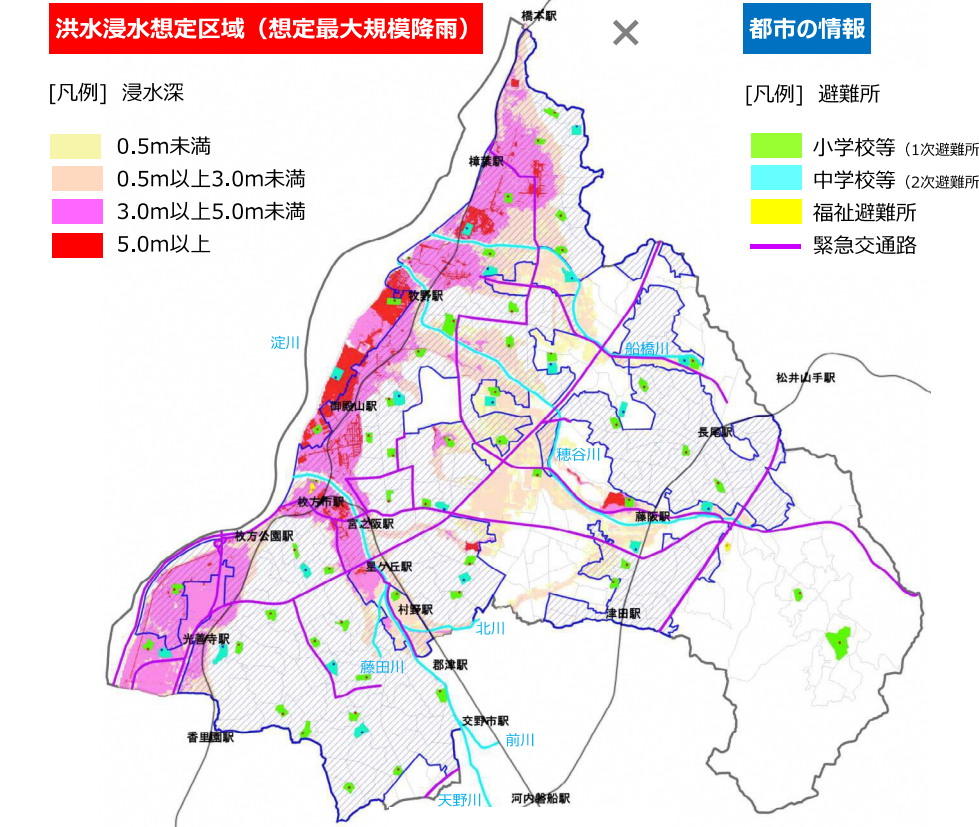 洪水浸水想定区域（想定最大規模降雨）
×
都市の情報
[凡例] 浸水深
0.5m未満
0.5m以上3.0m未満
3.0m以上5.0m未満
5.0m以上
[凡例] 避難所
小学校等（1次避難所
中学校等（2次避難所
福祉避難所
緊急交通路
橋本駅
樟葉駅
牧野駅
淀川
船橋川
松井山手駅
御殿山駅
長尾駅
穂谷川
枚方市駅
藤阪駅
宮之阪駅
枚方公園駅
星ケ丘駅
村野駅
津田駅
北川
光善寺駅
藤田川
郡津駅
交野市駅
香里園駅
前川
天野川
河内磐船駅